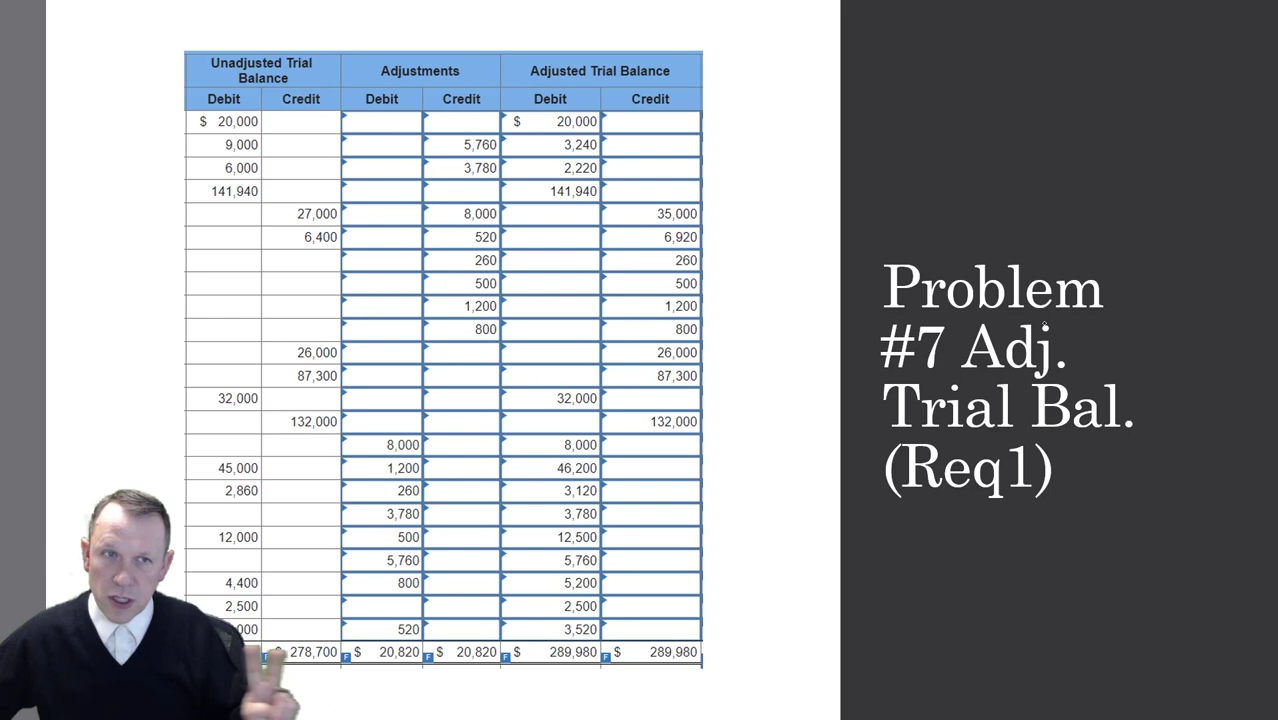 Unadjusted Trial
Balance
Adjustments
Adjusted Trial Balance
Debit Credit Debit Credit Debit Credit
$ 20,000 $ 20,000
9,000 5,760 3,240
6,000 3,780 2,220
141,940 141,940
27,000 8,000 35,000
6,400 520 6,920
260 260
500 500
1,200 1,200
800 800
26,000 26,000
87,300 87,300
32,000 32,000
132,000 132,000
8,000 8,000
45,000 1,200 46,200
2,860 260 3,120
3,780 3,780
12,000 500 12,500
5,760 5,760
4,400 800 5,200
2,500 2,500
000 520 3,520
$ 278,700 F $ 20,820 F $ 20,820 F $ 289,980 F $ 289,980
Problem
#7 Adj.
Trial Bal.
(Req1)